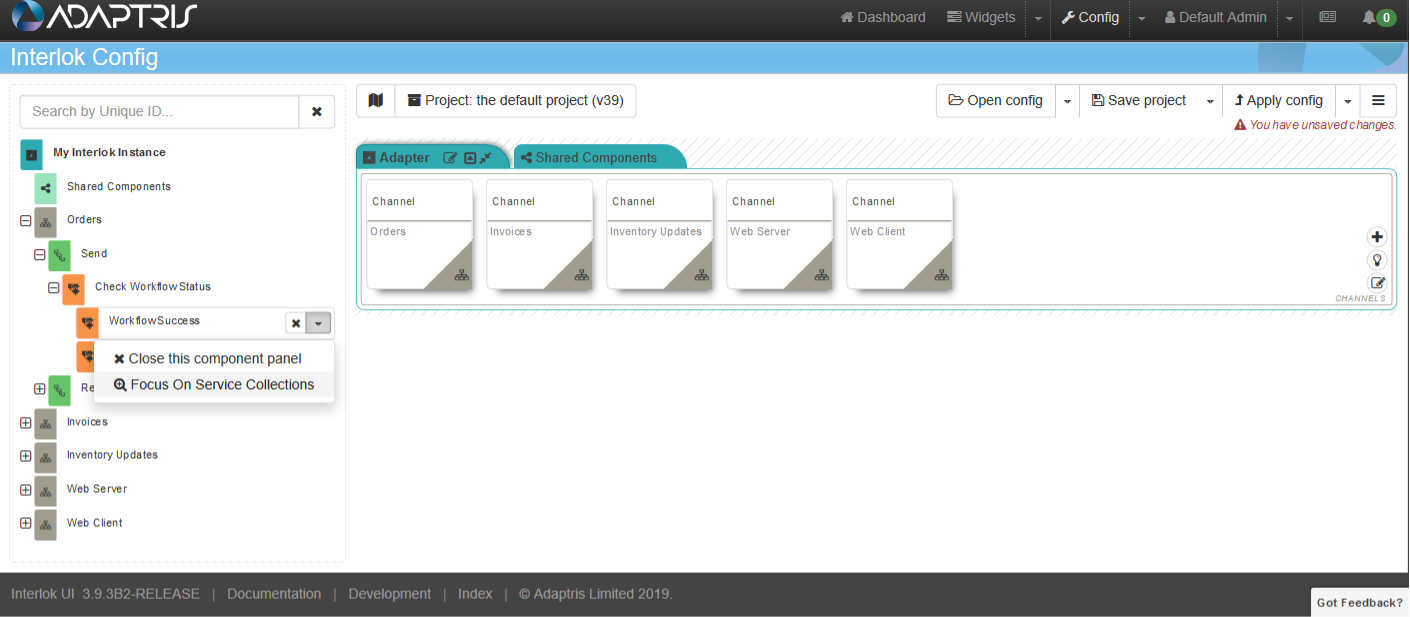 ADAPTRIS
Dashboard Widgets Config Default Admin 0
Interlok Config
Search by Unique ID...
Project: the default project (v39)
Open config Save project Apply config
You have unsaved changes.
My Interlok Instance
Shared Components
Orders
Send
Check Workflow Status
WorkflowSuccess
Close this component panel
Focus On Service Collections
Re
Invoices
Inventory Updates
Web Server
Web Client
Adapter Shared Components
Channel Channel Channel Channel Channel
Orders Invoices Inventory Updates Web Server Web Client
CHANNELS
Interlok UI 3.9.3B2-RELEASE | Documentation | Development | Index | © Adaptris Limited 2019.
Got Feedback?